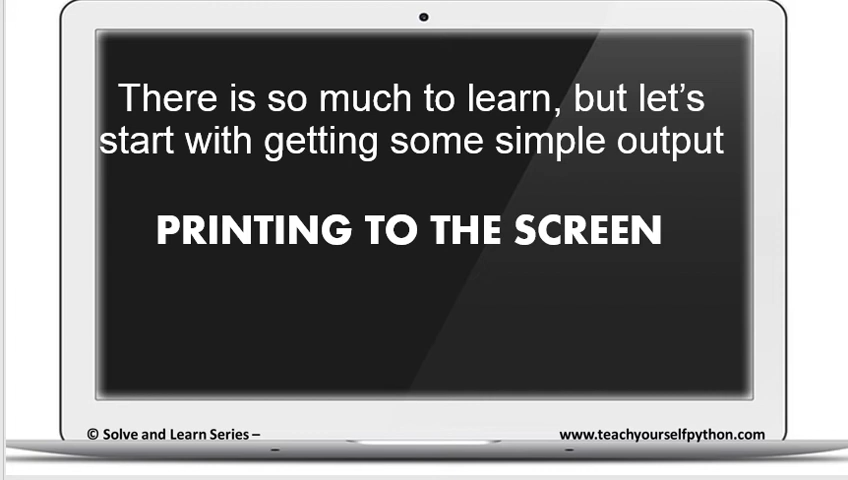 There is so much to learn, but let's
start with getting some simple output
PRINTING TO THE SCREEN
© Solve and Learn Series –
www.teachyourselfpython.com